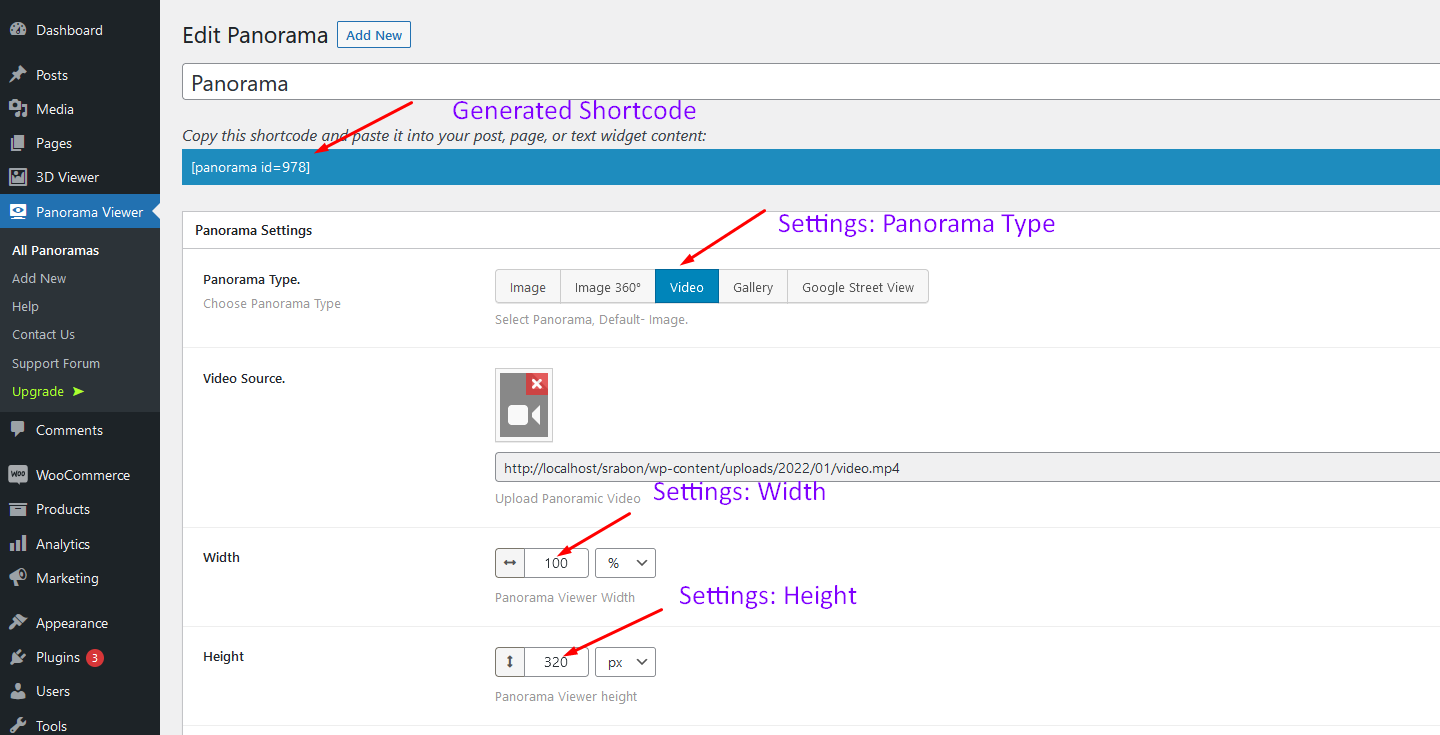 Dashboard
Posts
Media
Pages
3D Viewer
Panorama Viewer
All Panoramas
Add New
Help
Contact Us
Support Forum
Upgrade ➤
Comments
WooCommerce
Products
Analytics
Marketing
Appearance
Plugins 3
Users
Tools
Edit Panorama Add New
Panorama
Generated Shortcode
Copy this shortcode and paste it into your post, page, or text widget content:
[panorama id=978]
Panorama Settings
Settings: Panorama Type
Panorama Type.
Choose Panorama Type
Image Image 360° Video Gallery Google Street View
Select Panorama, Default- Image.
Video Source.
http://localhost/srabon/wp-content/uploads/2022/01/video.mp4
Upload Panoramic Video
Settings: Width
Width
100 %
Panorama Viewer Width
Settings: Height
Height
320 px
Panorama Viewer height